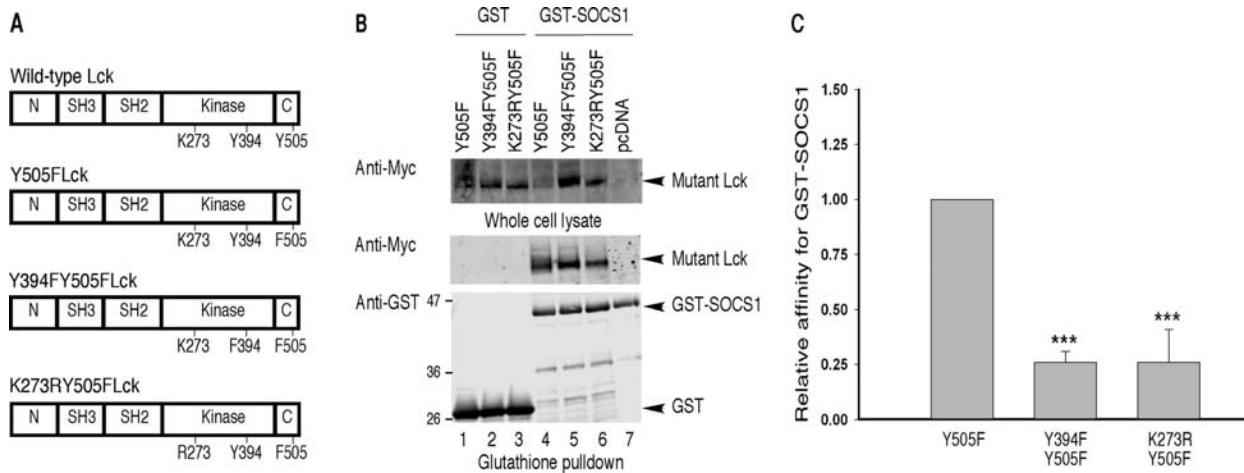 A
Wild-type Lck
N SH3 SH2 Kinase C
K273 Y394 Y505
Y505FLck
N SH3 SH2 Kinase C
K273 Y394 F505
Y394FY505FLck
N SH3 SH2 Kinase C
K273 F394 F505
K273RY505FLck
N SH3 SH2 Kinase C
R273 Y394 F505
B
GST GST-SOCS1
Y505F Y394FY505F K273RY505F Y505F Y394FY505F K273RY505F pcDNA
Anti-Myc Mutant Lck
Whole cell lysate
Anti-Myc Mutant Lck
Anti-GST 47 GST-SOCS1
36
26 GST
1 2 3 4 5 6 7
Glutathione pulldown
C
Relative affinity for GST-SOCS1
1.50
1.25
1.00
0.75
0.50
0.25
0.00
*** ***
Y505F Y394F K273R
Y505F Y505F